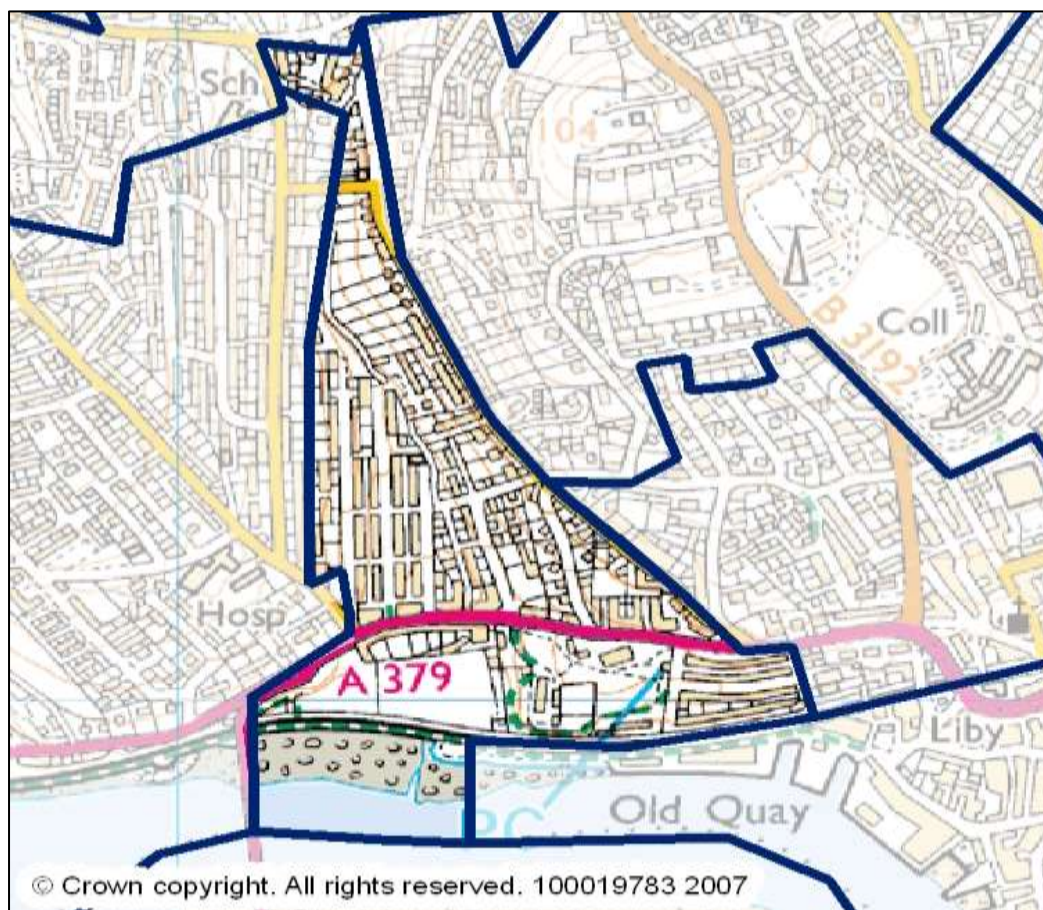 Sch
104
B 3192
Coll
Hosp
A 379
Liby
PC
Old Quay
© Crown copyright. All rights reserved. 100019783 2007